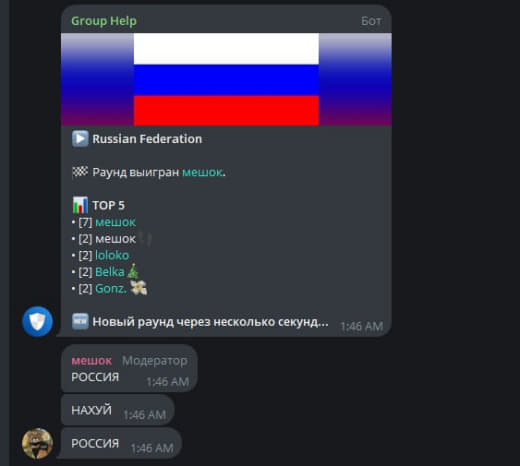 Group Help Бот
Russian Federation
Раунд выигран мешок.
TOP 5
• [7] мешок
• [2] мешок
• [2] loloko
• [2] Belka
• [2] Gonz.
NEW Новый раунд через несколько секунд... 1:46 AM
мешок Модератор
РОССИЯ 1:46 AM
НАХУЙ 1:46 AM
РОССИЯ 1:46 AM